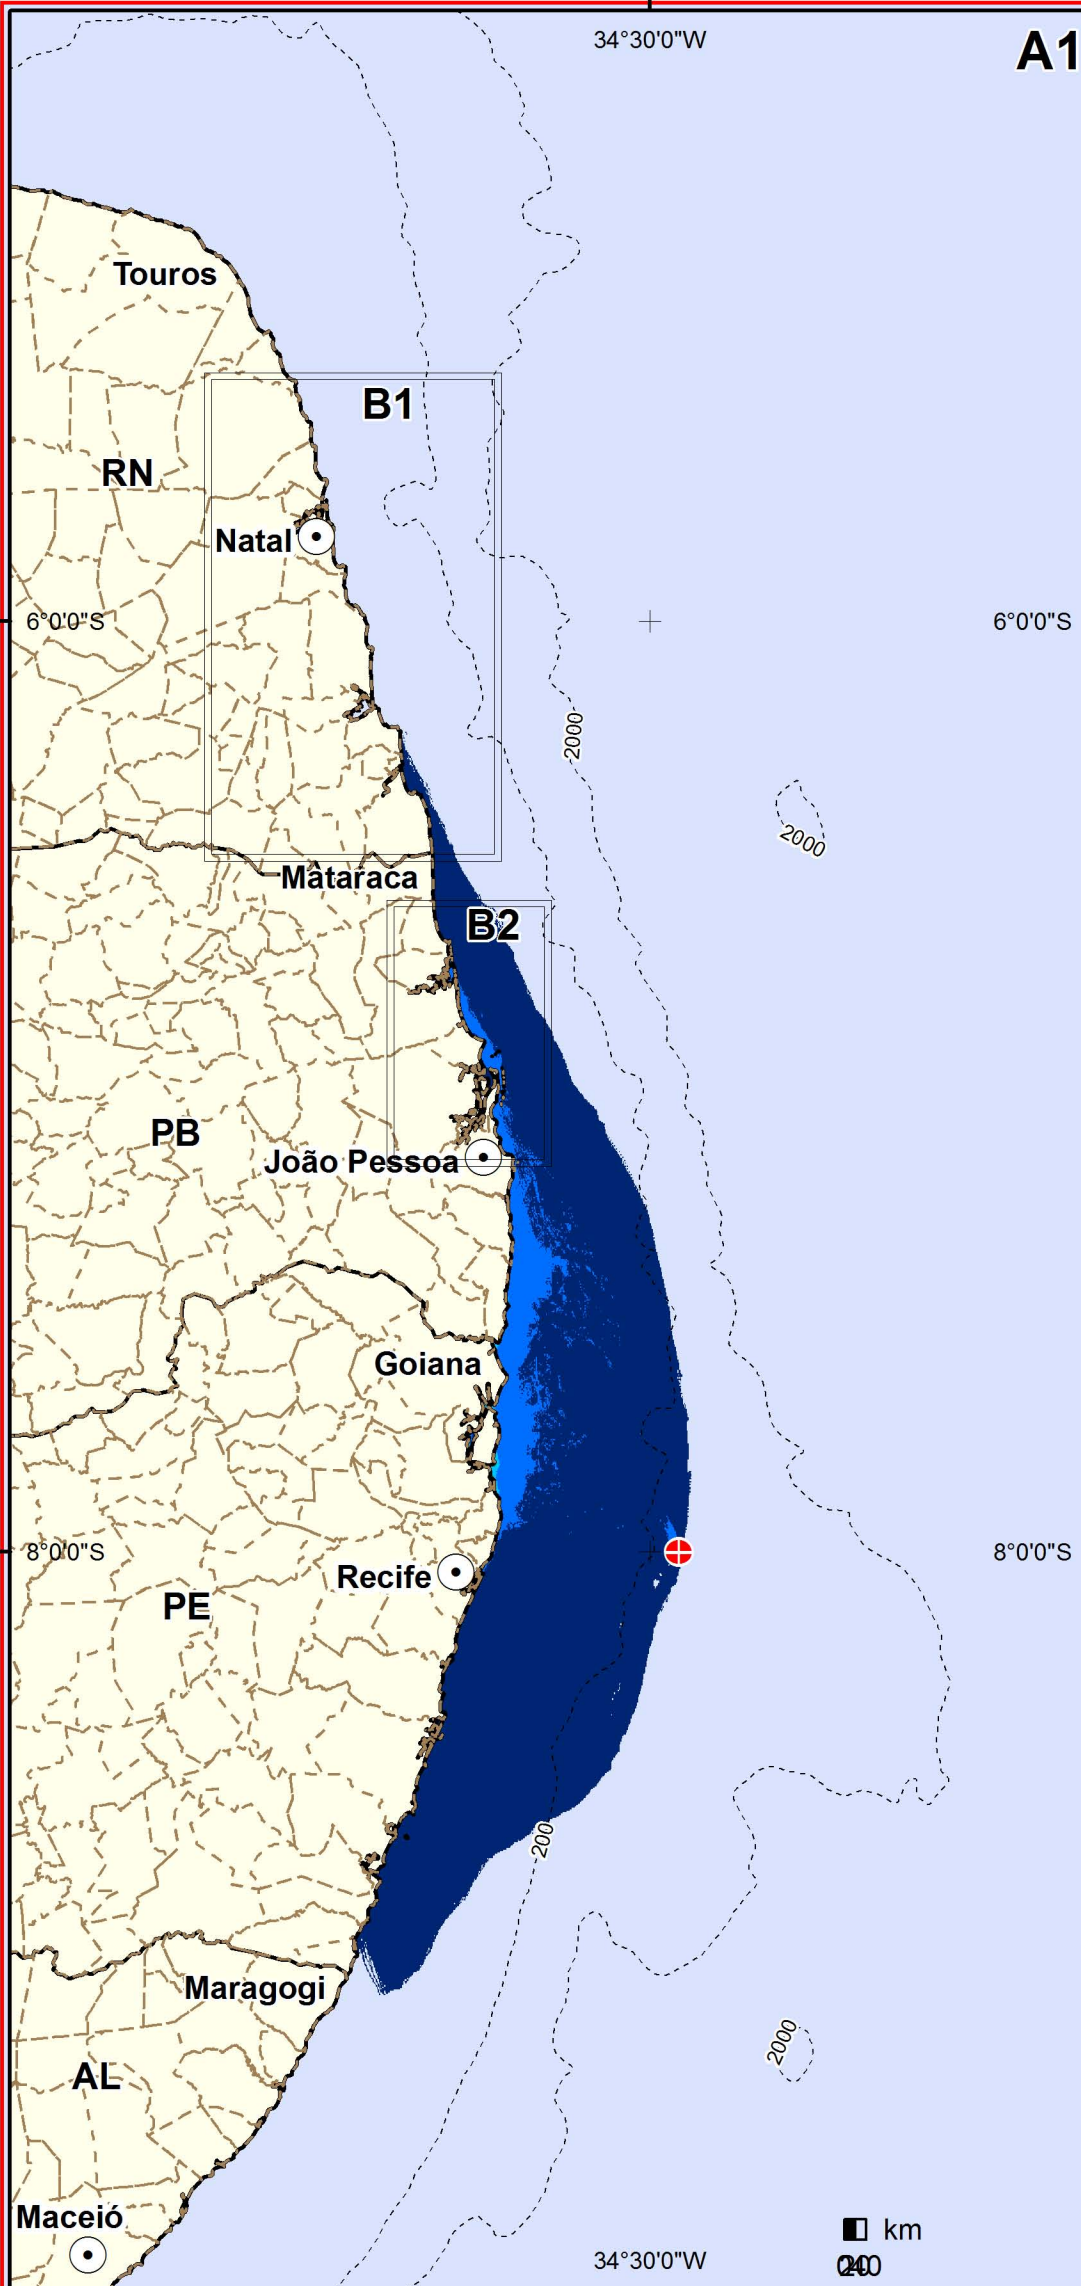 34°30'0"W
A1
Touros
B1
RN
Natal
6°0'0"S
6°0'0"S
2000
2000
Mataraca
B2
PB
João Pessoa
Goiana
8°0'0"S
8°0'0"S
Recife
PE
200
Maragogi
2000
AL
Maceió
km
34°30'0"W